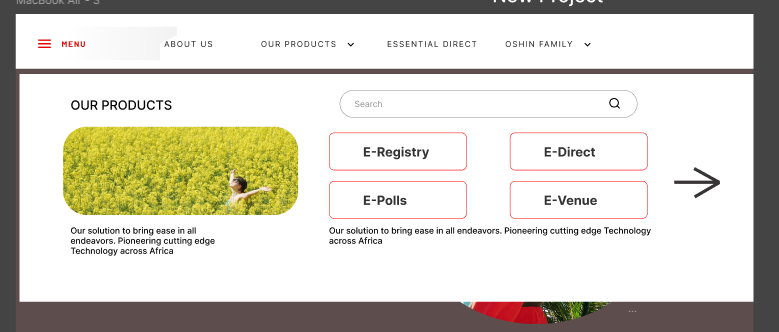 MacBook Air - 3
New Project
MENU
ABOUT US
OUR PRODUCTS
ESSENTIAL DIRECT
OSHIN FAMILY
OUR PRODUCTS
Search
E-Registry
E-Direct
E-Polls
E-Venue
Our solution to bring ease in all
endeavors. Pioneering cutting edge
Technology across Africa
Our solution to bring ease in all endeavors. Pioneering cutting edge Technology
across Africa
...